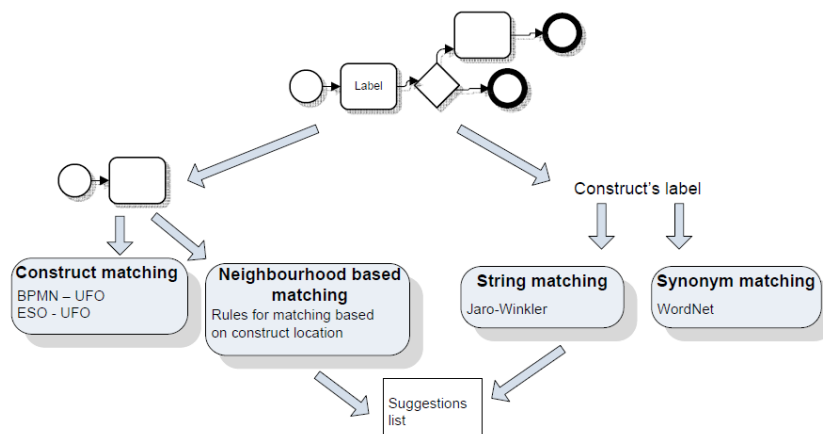 Label
Construct's label
Construct matching
BPMN – UFO
ESO - UFO
Neighbourhood based
matching
Rules for matching based
on construct location
String matching
Jaro-Winkler
Synonym matching
WordNet
Suggestions
list